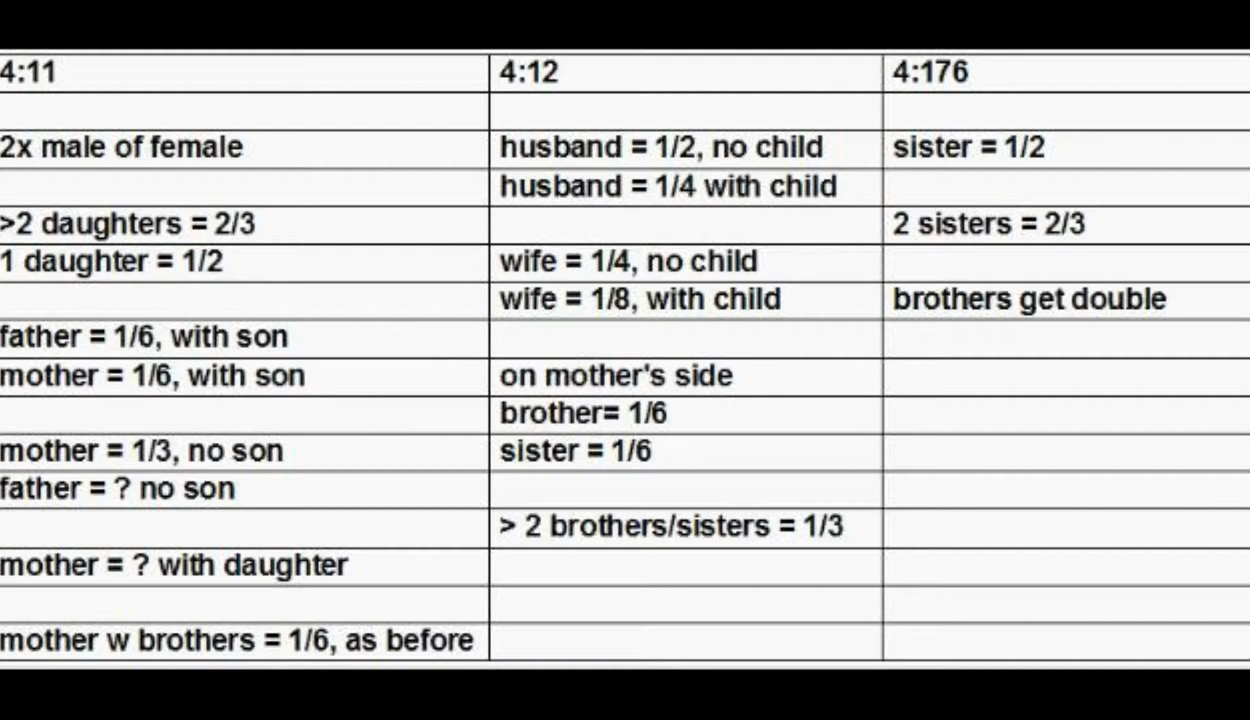 4:11 4:12 4:176
2x male of female husband = 1/2, no child sister = 1/2
husband = 1/4 with child
>2 daughters = 2/3 2 sisters = 2/3
1 daughter = 1/2 wife = 1/4, no child
wife = 1/8, with child brothers get double
father = 1/6, with son
mother = 1/6, with son on mother's side
brother= 1/6
mother = 1/3, no son sister = 1/6
father = ? no son
> 2 brothers/sisters = 1/3
mother = ? with daughter
mother w brothers = 1/6, as before